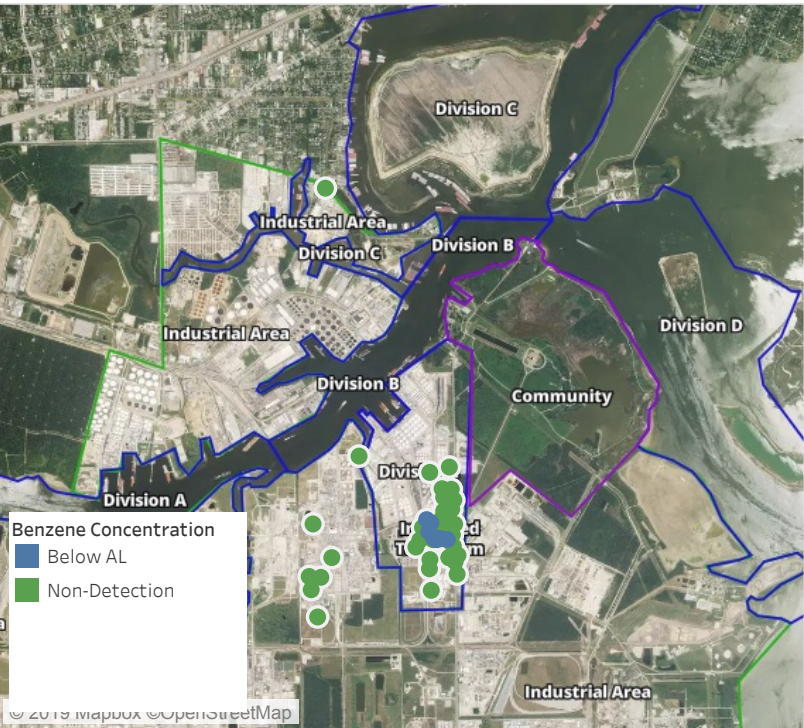 Division C
Industrial Area
Division B
Division C
Division D
Industrial Area
Division B
Community
Divis
Division A
Benzene Concentration
Below AL
Non-Detection
Industrial Area
© 2019 Mapbox ©OpenStreetMap